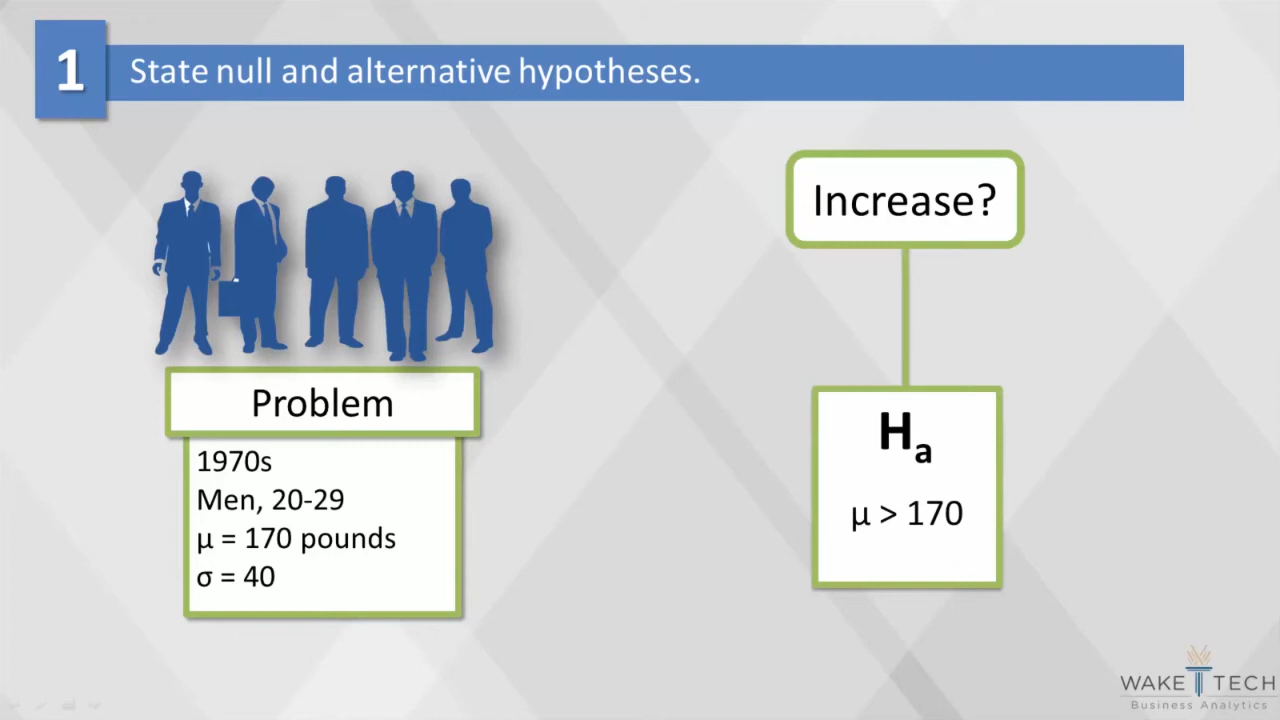 1
State null and alternative hypotheses.
Increase?
Problem
1970s
Men, 20-29
μ = 170 pounds
σ = 40
Ha
μ > 170
WAKE TECH
Business Analytics